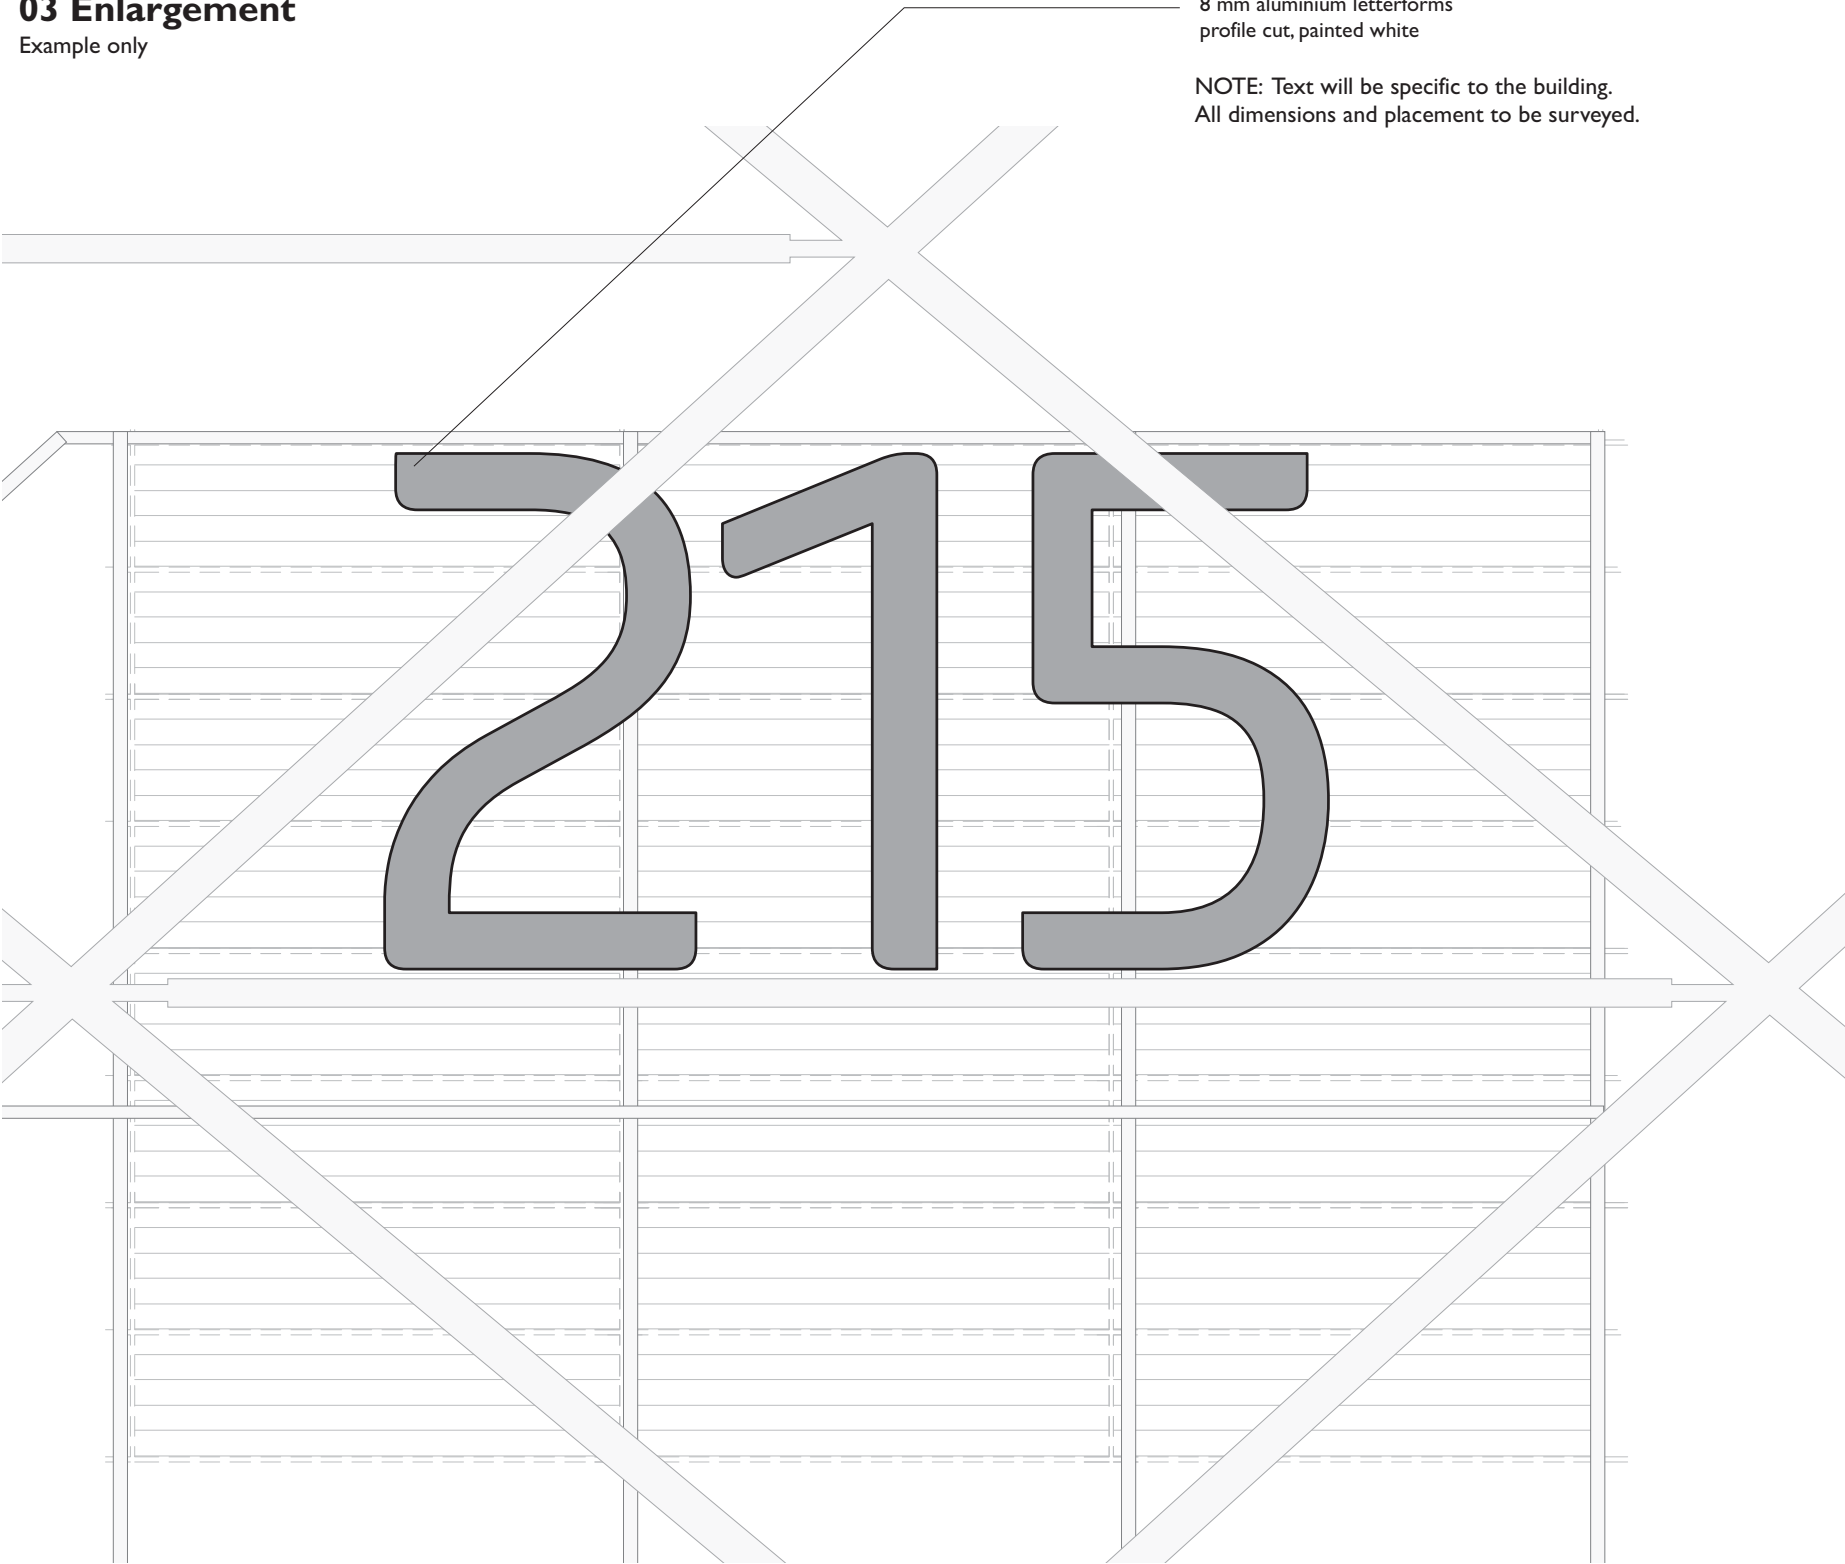 03 Enlargement
Example only
8 mm aluminium letterforms
profile cut, painted white
NOTE: Text will be specific to the building.
All dimensions and placement to be surveyed.
215